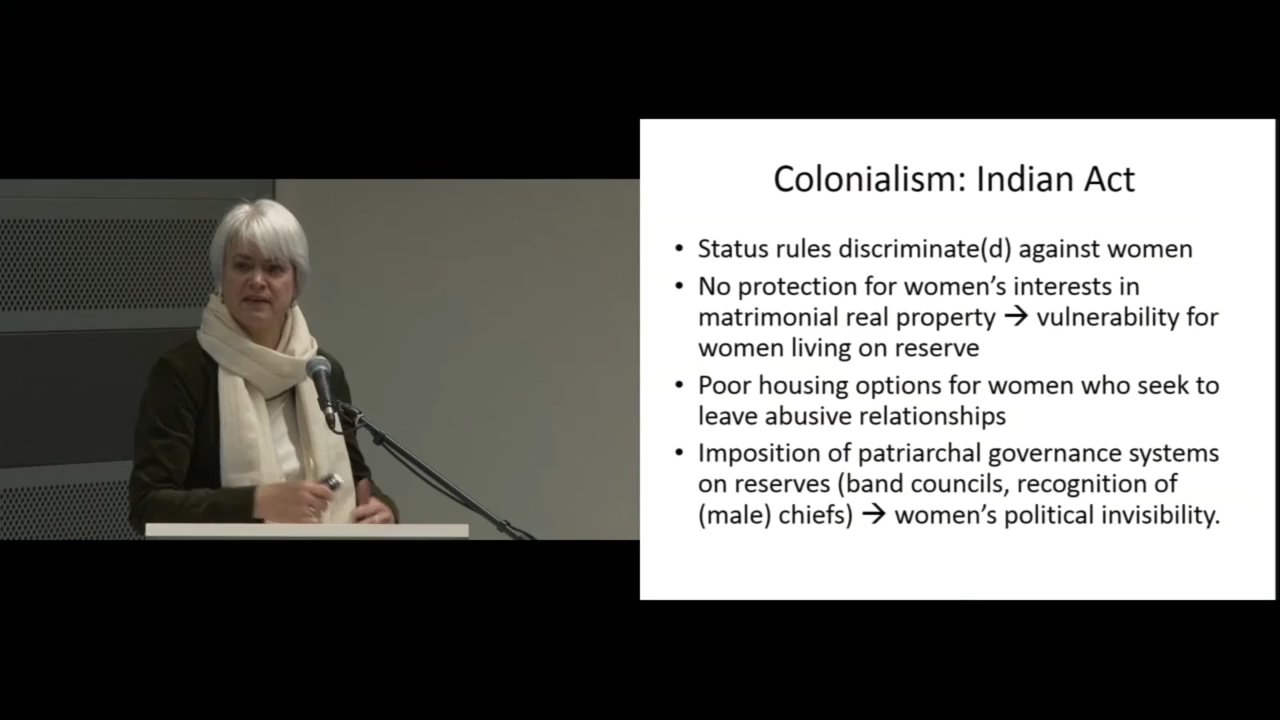 Colonialism: Indian Act
• Status rules discriminate(d) against women
• No protection for women’s interests in
matrimonial real property → vulnerability for
women living on reserve
• Poor housing options for women who seek to
leave abusive relationships
• Imposition of patriarchal governance systems
on reserves (band councils, recognition of
(male) chiefs) → women’s political invisibility.